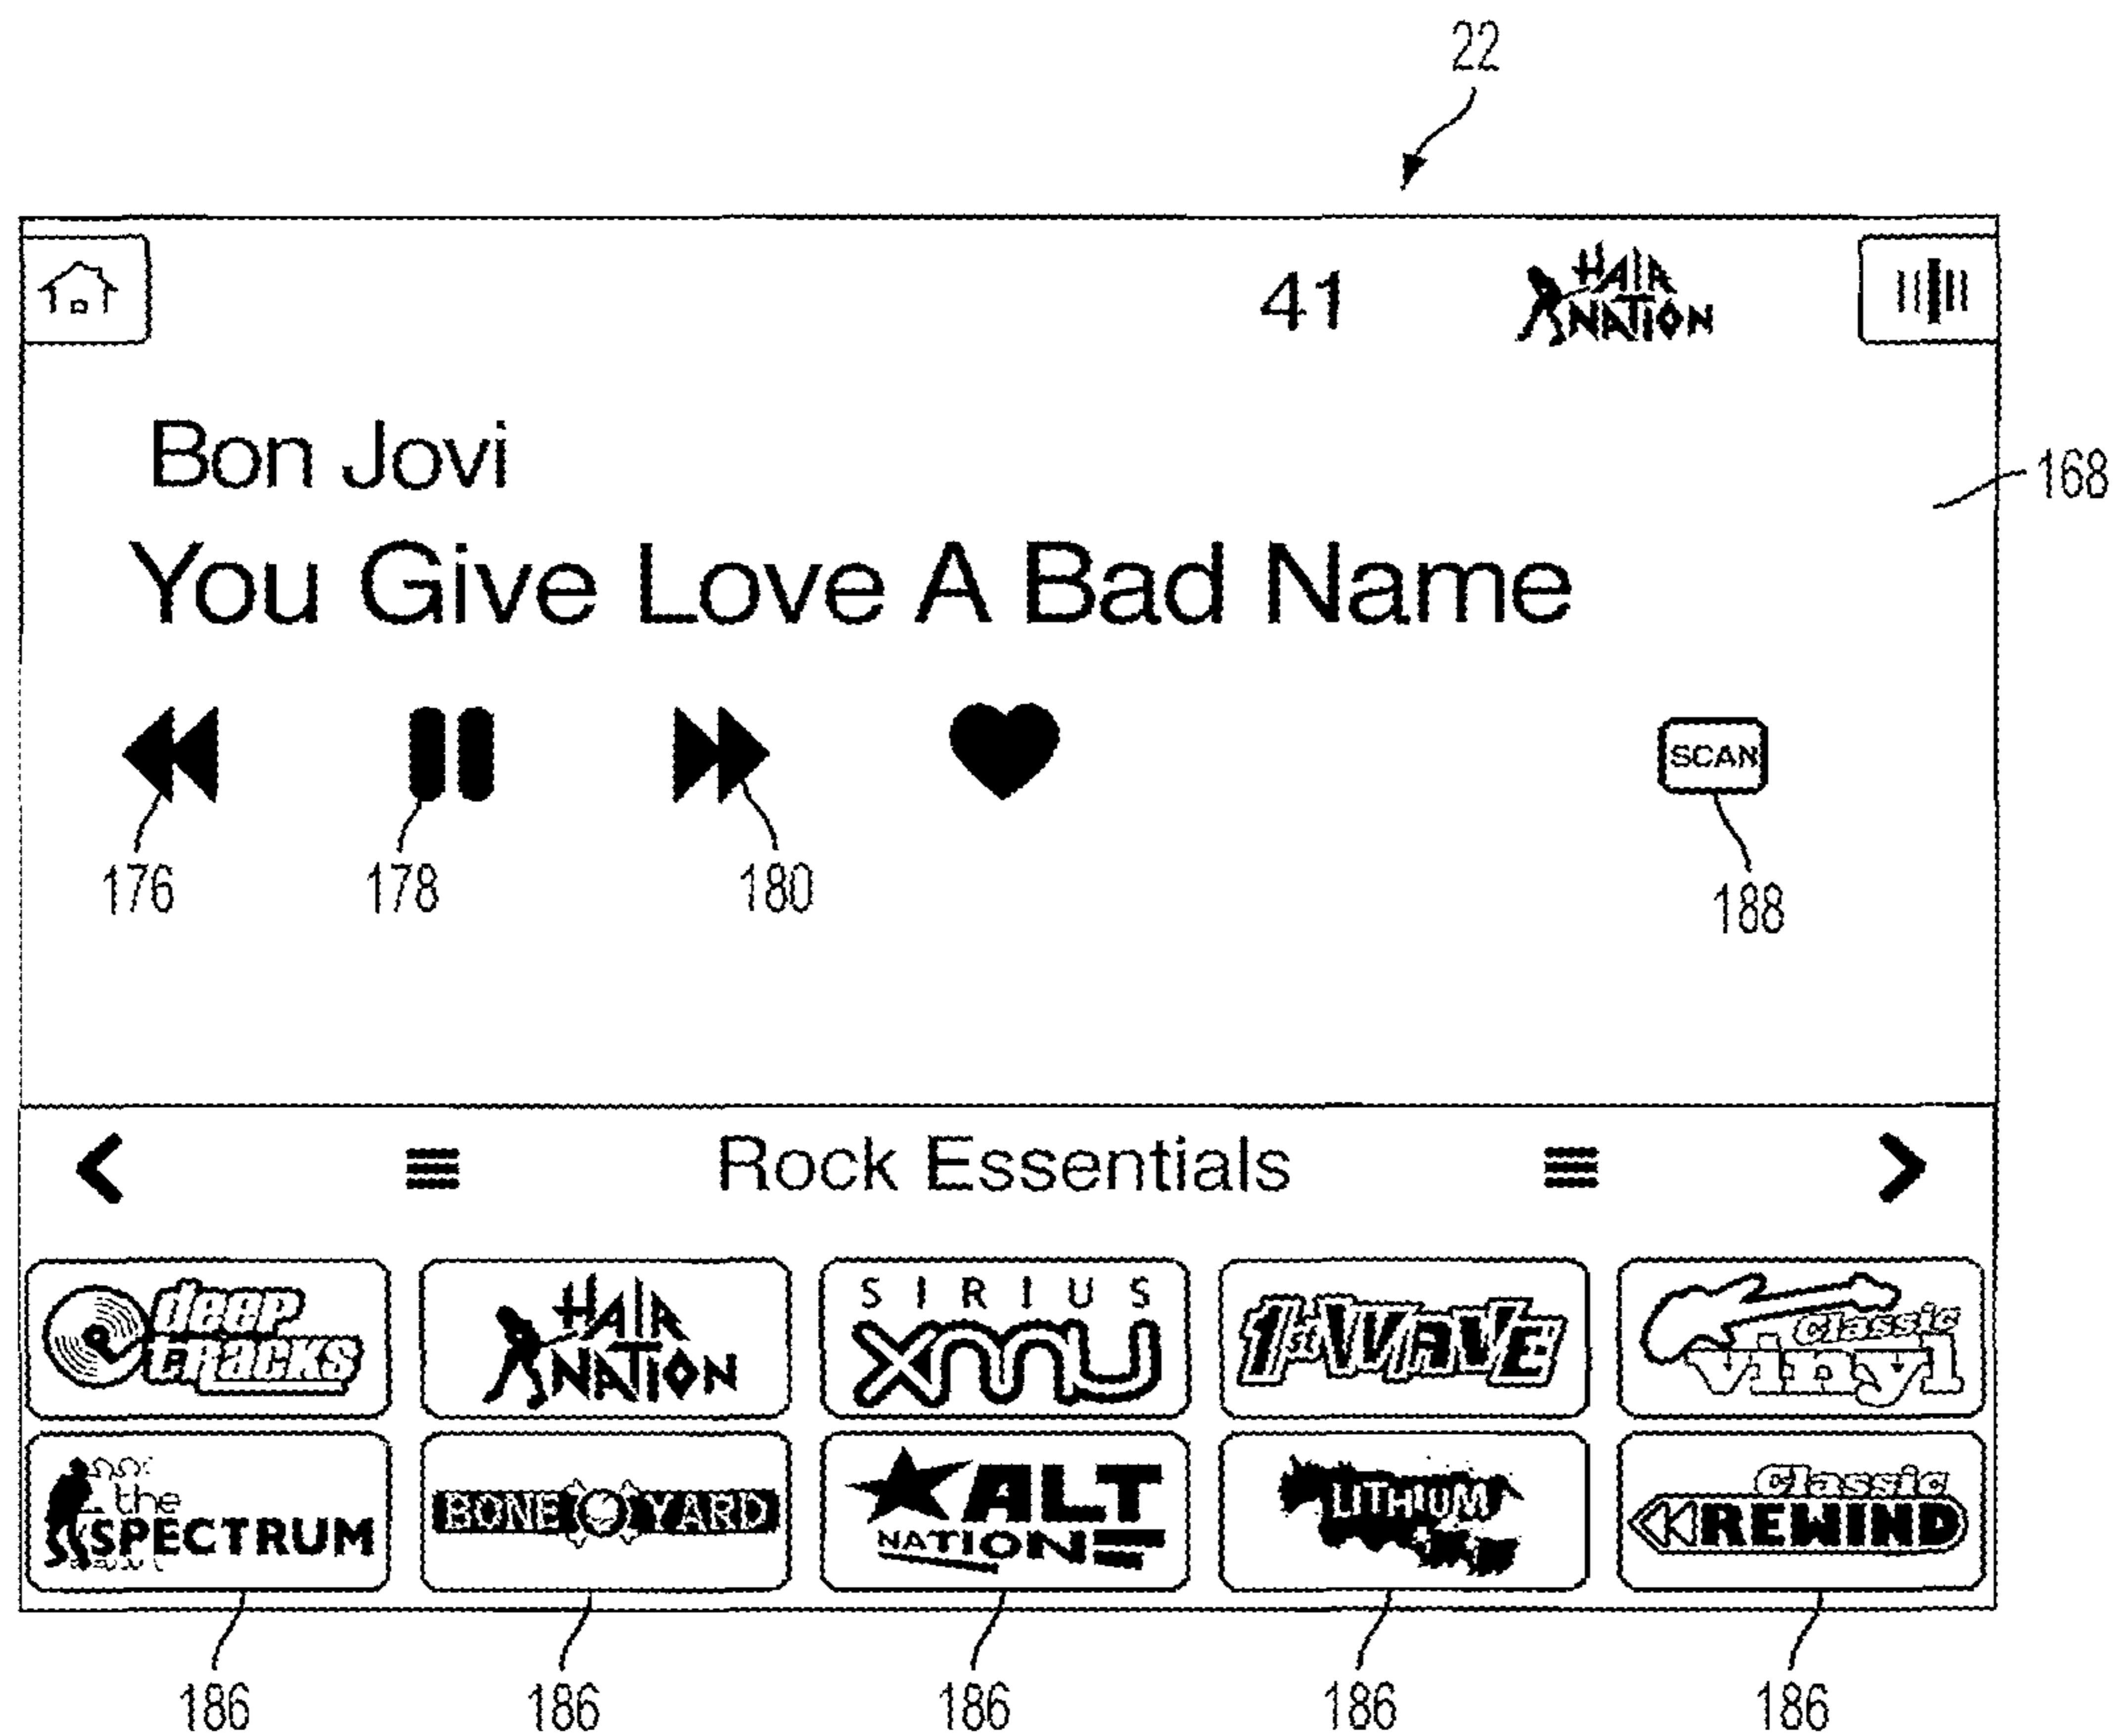 22
41 HAIR NATION
Bon Jovi
168
You Give Love A Bad Name
SCAN
176 178 180 188
Rock Essentials
deep tracks
HAIR NATION
SIRIUS xmu
1st WAVE
Classic vinyl
the SPECTRUM
BONEYARD
ALT NATION
LITHIUM
Classic REWIND
186 186 186 186 186